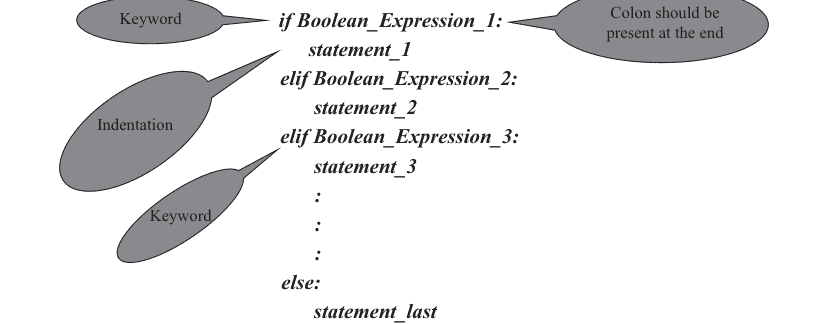 Keyword
if Boolean_Expression_1:
Colon should be
present at the end
statement_1
elif Boolean_Expression_2:
statement_2
Indentation
elif Boolean_Expression_3:
statement_3
Keyword
:
:
:
else:
statement_last